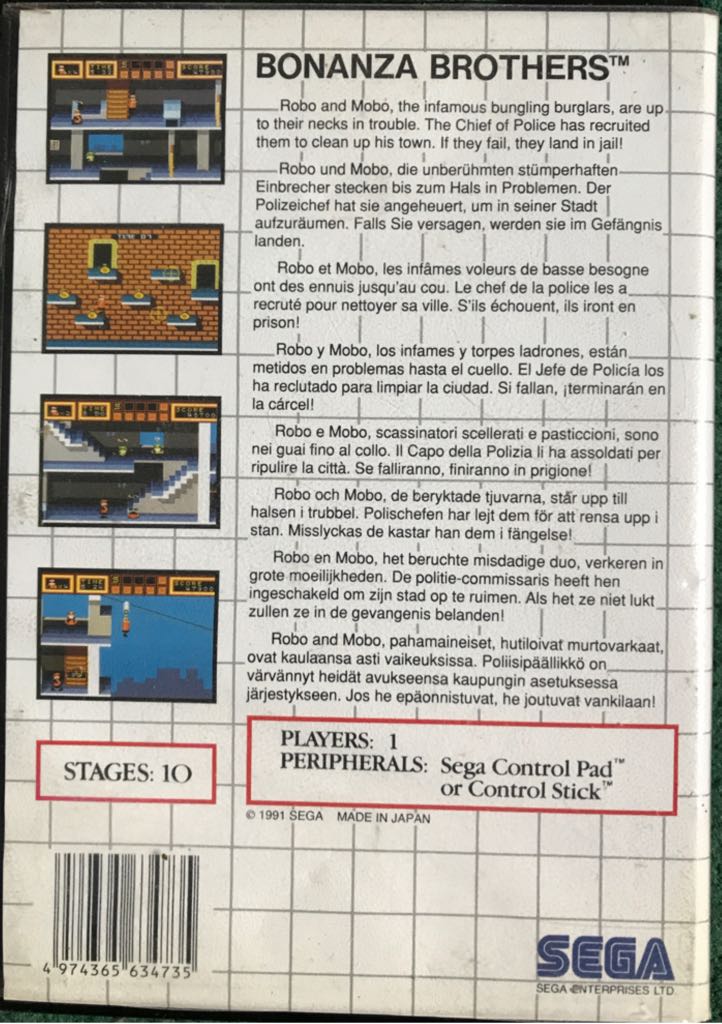 BONANZA BROTHERS™
Robo and Mobo, the infamous bungling burglars, are up
to their necks in trouble. The Chief of Police has recruited
them to clean up his town. If they fail, they land in jail!
Robo und Mobo, die unberühmten stümperhaften
Einbrecher stecken bis zum Hals in Problemen. Der
Polizeichef hat sie angeheuert, um in seiner Stadt
aufzuräumen. Falls Sie versagen, werden sie im Gefängnis
landen.
Robo et Mobo, les infâmes voleurs de basse besogne
ont des ennuis jusqu'au cou. Le chef de la police les a
recruté pour nettoyer sa ville. S'ils échouent, ils iront en
prison!
Robo y Mobo, los infames y torpes ladrones, están
metidos en problemas hasta el cuello. El Jefe de Policía los
ha reclutado para limpiar la ciudad. Si fallan, ¡terminarán en
la cárcel!
Robo e Mobo, scassinatori scellerati e pasticcioni, sono
nei guai fino al collo. Il Capo della Polizia li ha assoldati per
ripulire la città. Se falliranno, finiranno in prigione!
Robo och Mobo, de beryktade tjuvarna, står upp till
halsen i trubbel. Polischefen har lejt dem för att rensa upp i
stan. Misslyckas de kastar han dem i fängelse!
Robo en Mobo, het beruchte misdadige duo, verkeren in
grote moeilijkheden. De politie-commissaris heeft hen
ingeschakeld om zijn stad op te ruimen. Als het ze niet lukt
zullen ze in de gevangenis belanden!
Robo and Mobo, pahamaineiset, hutiloivat murtovarkaat,
ovat kaulaansa asti vaikeuksissa. Poliisipäällikkö on
värvännyt heidät avukseensa kaupungin asetuksessa
järjestykseen. Jos he epäonnistuvat, he joutuvat vankilaan!
STAGES: 10
PLAYERS: 1
PERIPHERALS: Sega Control Pad™
or Control Stick™
© 1991 SEGA MADE IN JAPAN
4 974365 634735
SEGA
SEGA ENTERPRISES LTD.